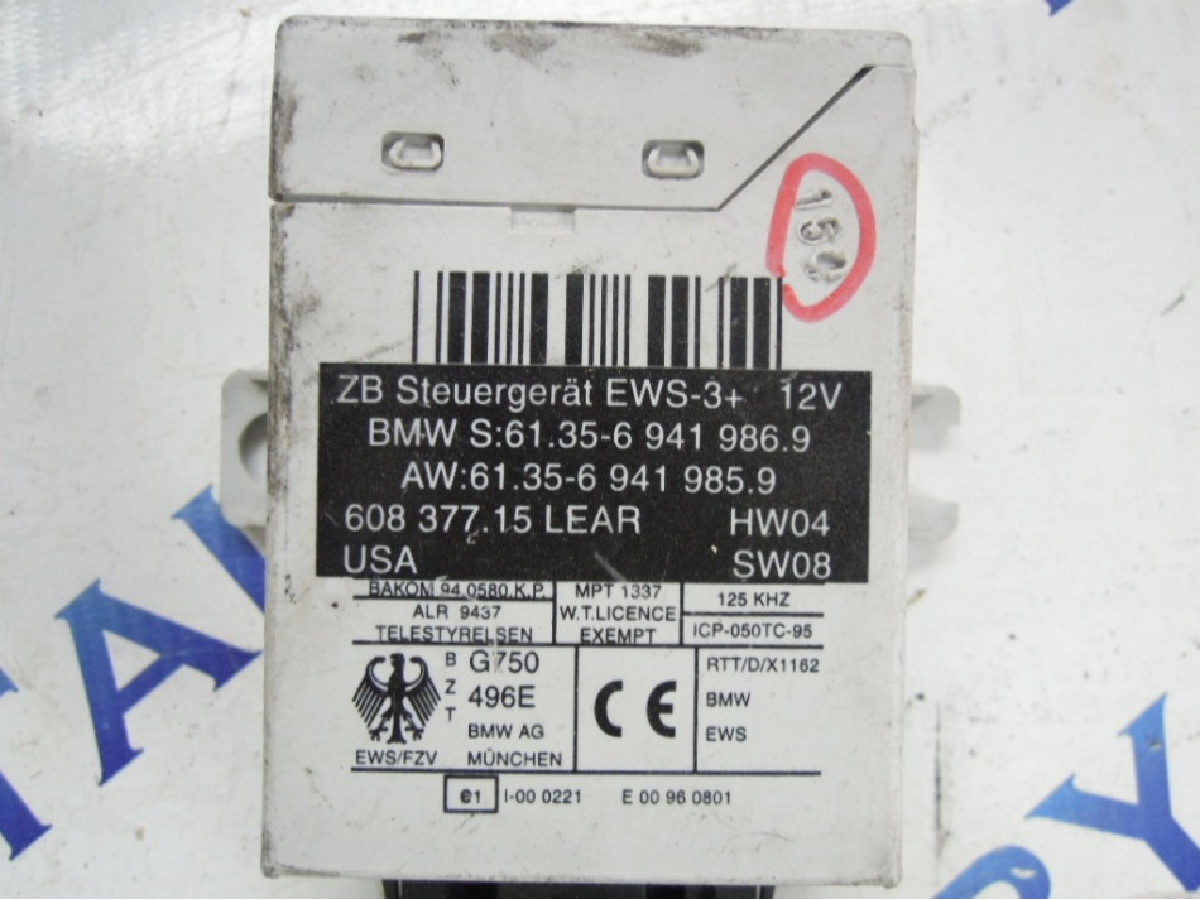 154
ZB Steuergerät EWS-3+ 12V
BMW S:61.35-6 941 986.9
AW:61.35-6 941 985.9
608 377.15 LEAR HW04
USA SW08
BAKOM 94.0580.K.P. MPT 1337 125 KHZ
ALR 9437 W.T.LICENCE
TELESTYRELSEN EXEMPT ICP-050TC-95
BZT G750 CE RTT/D/X1162
496E BMW
BMW AG EWS
EWS/FZV MÜNCHEN
e1 I-00 0221 E 00 96 0801